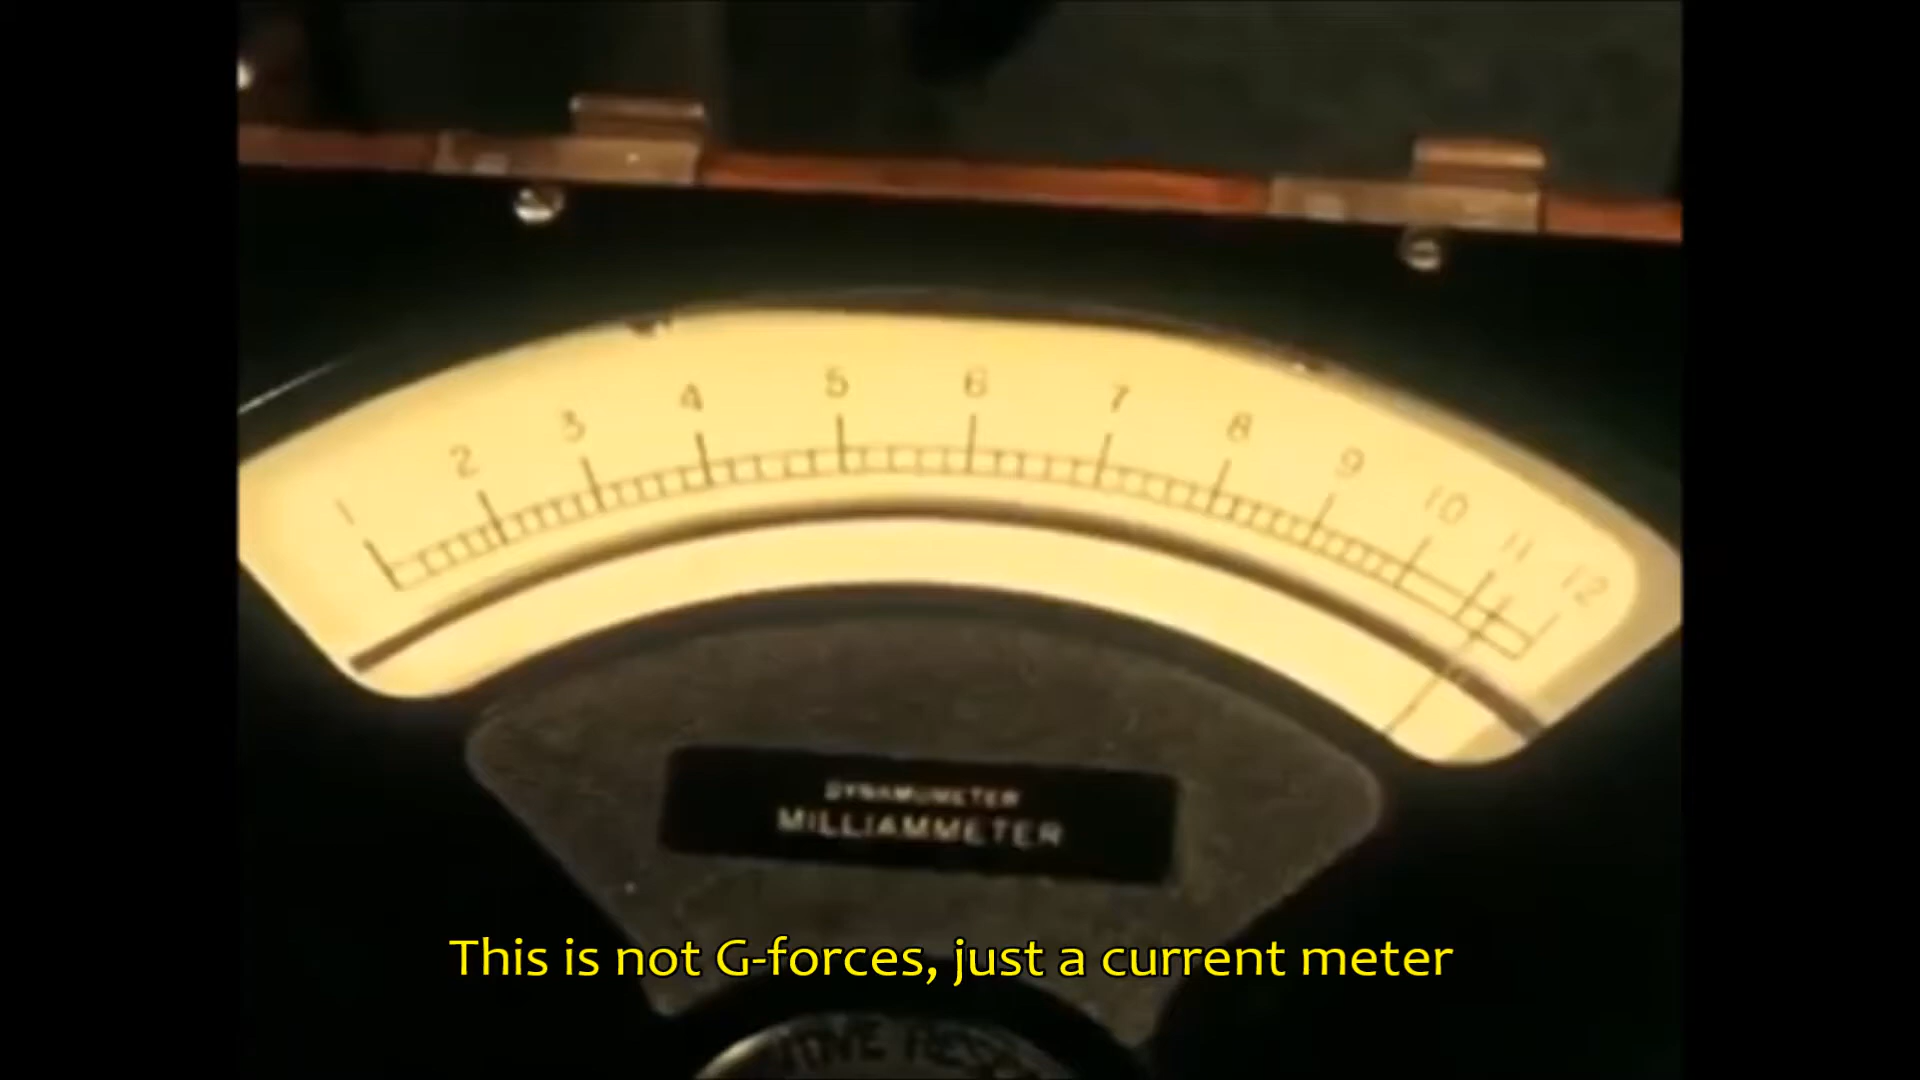 1 2 3 4 5 6 7 8 9 10 11 12
DYNAMOMETER
MILLIAMMETER
This is not G-forces, just a current meter